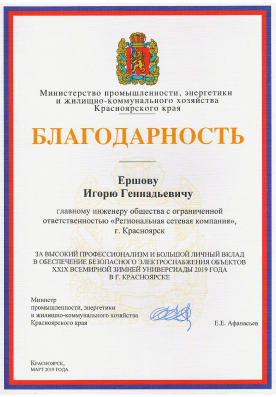 Министерство промышленности, энергетики
и жилищно-коммунального хозяйства
Красноярского края
БЛАГОДАРНОСТЬ
Ершову
Игорю Геннадьевичу
главному инженеру общества с ограниченной
ответственностью «Региональная сетевая компания»,
г. Красноярск
ЗА ВЫСОКИЙ ПРОФЕССИОНАЛИЗМ И БОЛЬШОЙ ЛИЧНЫЙ ВКЛАД
В ОБЕСПЕЧЕНИЕ БЕЗОПАСНОГО ЭЛЕКТРОСНАБЖЕНИЯ ОБЪЕКТОВ
XXIX ВСЕМИРНОЙ ЗИМНЕЙ УНИВЕРСИАДЫ 2019 ГОДА
В Г. КРАСНОЯРСКЕ
Министр
промышленности, энергетики
и жилищно-коммунального хозяйства
Красноярского края
Е.Е. Афанасьев
КРАСНОЯРСК,
МАРТ 2019 ГОДА